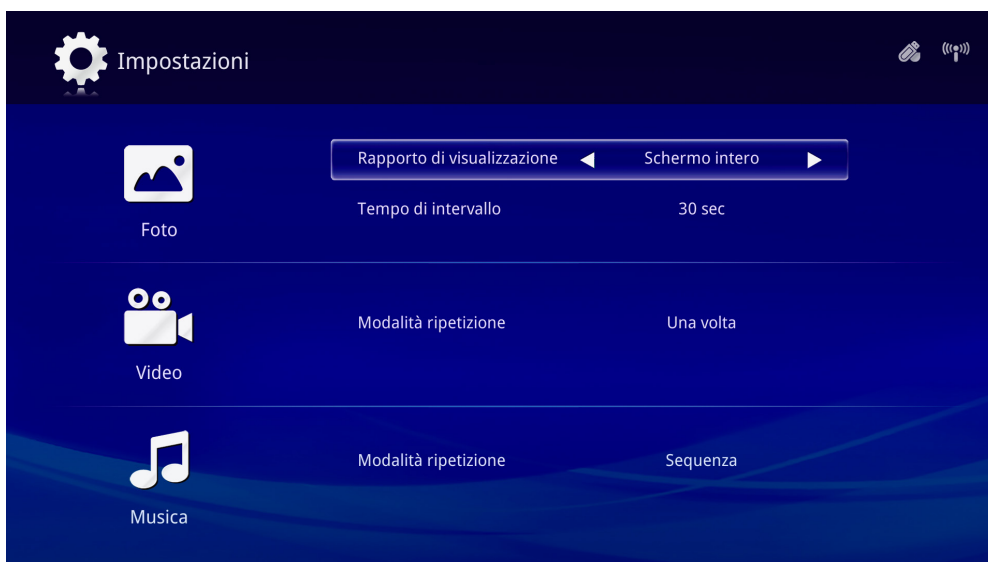 Impostazioni
Rapporto di visualizzazione Schermo intero
Tempo di intervallo 30 sec
Foto
Modalità ripetizione Una volta
Video
Modalità ripetizione Sequenza
Musica